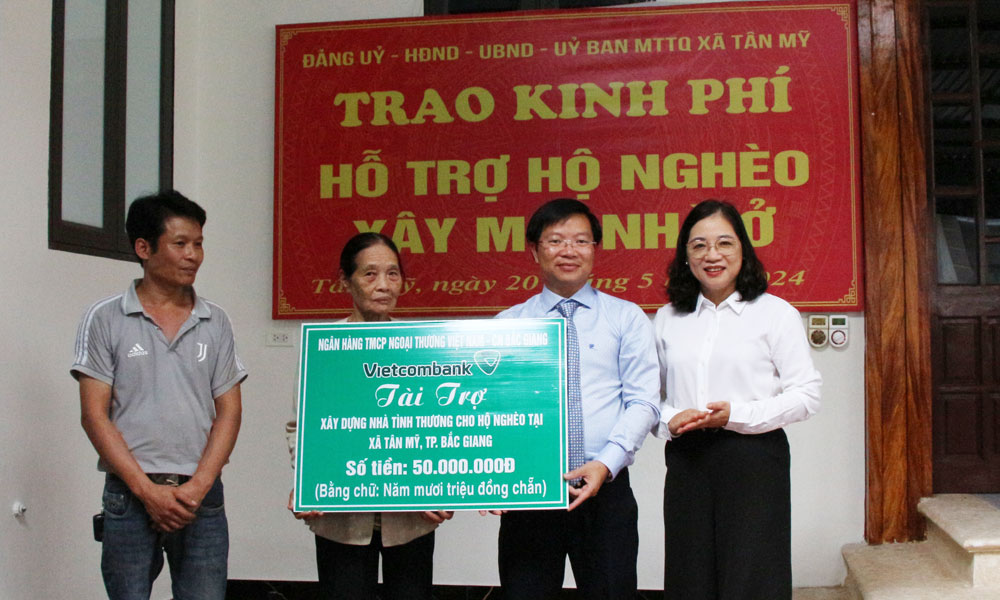 ĐẢNG UỶ - HĐND - UBND - UỶ BAN MTTQ XÃ TÂN MỸ
TRAO KINH PHÍ
HỖ TRỢ HỘ NGHÈO
XÂY Ở
ngày 20 5 2024
adidas
NGÂN HÀNG TMCP NGOẠI THƯƠNG VIỆT NAM - CN BẮC GIANG
Vietcombank
Tài Trợ
XÂY DỰNG NHÀ TÌNH THƯƠNG CHO HỘ NGHÈO TẠI
XÃ TÂN MỸ, TP. BẮC GIANG
Số tiền: 50.000.000Đ
(Bằng chữ: Năm mươi triệu đồng chẵn)